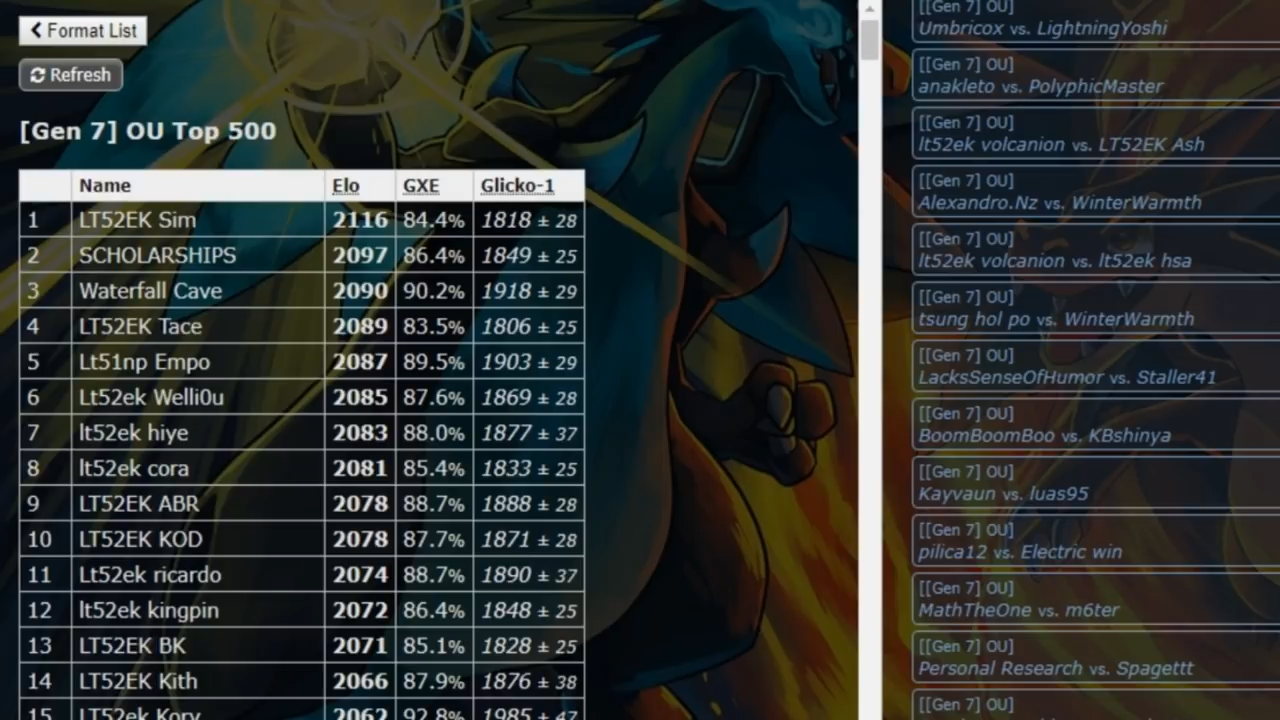 Format List
Refresh
[Gen 7] OU Top 500
Name Elo GXE Glicko-1
1 LT52EK Sim 2116 84.4% 1818 ± 28
2 SCHOLARSHIPS 2097 86.4% 1849 ± 25
3 Waterfall Cave 2090 90.2% 1918 ± 29
4 LT52EK Tace 2089 83.5% 1806 ± 25
5 Lt51np Empo 2087 89.5% 1903 ± 29
6 Lt52ek Welli0u 2085 87.6% 1869 ± 28
7 lt52ek hiye 2083 88.0% 1877 ± 37
8 lt52ek cora 2081 85.4% 1833 ± 25
9 LT52EK ABR 2078 88.7% 1888 ± 28
10 LT52EK KOD 2078 87.7% 1871 ± 28
11 Lt52ek ricardo 2074 88.7% 1890 ± 37
12 lt52ek kingpin 2072 86.4% 1848 ± 25
13 LT52EK BK 2071 85.1% 1828 ± 25
14 LT52EK Kith 2066 87.9% 1876 ± 38
15 LT52ek Kory 2062 92.8% 1985 ± 47
[[Gen 7] OU]
Umbricox vs. LightningYoshi
[[Gen 7] OU]
anakleto vs. PolyphicMaster
[[Gen 7] OU]
lt52ek volcanion vs. LT52EK Ash
[[Gen 7] OU]
Alexandro.Nz vs. WinterWarmth
[[Gen 7] OU]
lt52ek volcanion vs. lt52ek hsa
[[Gen 7] OU]
tsung hol po vs. WinterWarmth
[[Gen 7] OU]
LacksSenseOfHumor vs. Staller41
[[Gen 7] OU]
BoomBoomBoo vs. KBshinya
[[Gen 7] OU]
Kayvaun vs. luas95
[[Gen 7] OU]
pilica12 vs. Electric win
[[Gen 7] OU]
MathTheOne vs. m6ter
[[Gen 7] OU]
Personal Research vs. Spagettt
[[Gen 7] OU]